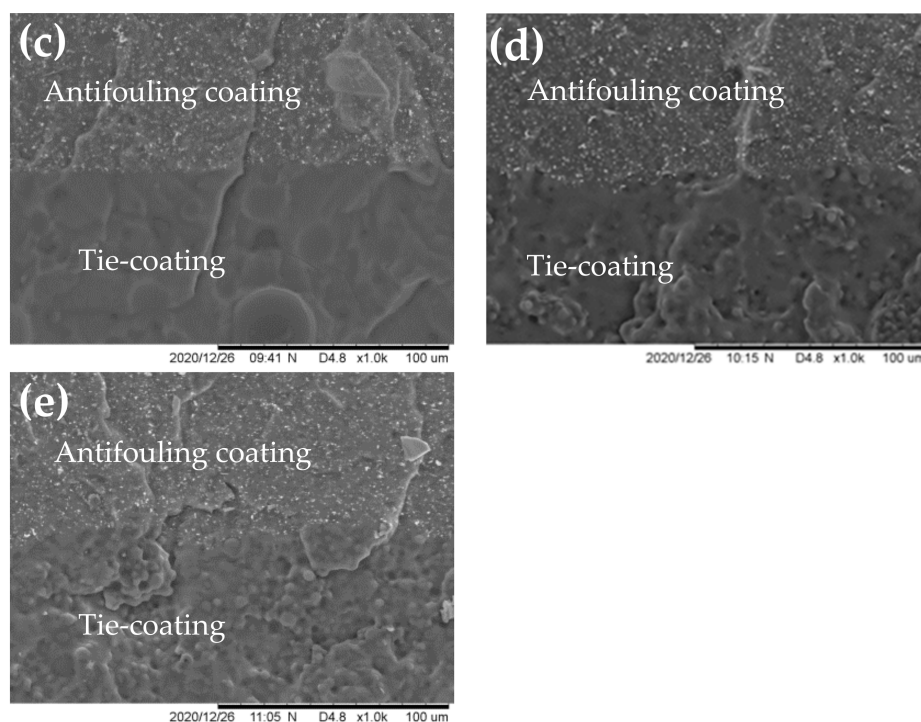 (c)
Antifouling coating
Tie-coating
2020/12/26 09:41 N D4.8 x1.0k 100 um
(d)
Antifouling coating
Tie-coating
2020/12/26 10:15 N D4.8 x1.0k 100 um
(e)
Antifouling coating
Tie-coating
2020/12/26 11:05 N D4.8 x1.0k 100 um